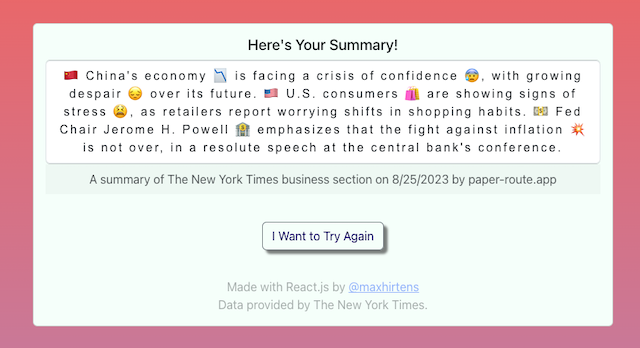 Here's Your Summary!
🇨🇳 China's economy 📉 is facing a crisis of confidence 😰, with growing
despair 😔 over its future. 🇺🇸 U.S. consumers 🛍️ are showing signs of
stress 😫, as retailers report worrying shifts in shopping habits. 💵 Fed
Chair Jerome H. Powell 🏦 emphasizes that the fight against inflation 💥
is not over, in a resolute speech at the central bank's conference.
A summary of The New York Times business section on 8/25/2023 by paper-route.app
I Want to Try Again
Made with React.js by @maxhirtens
Data provided by The New York Times.